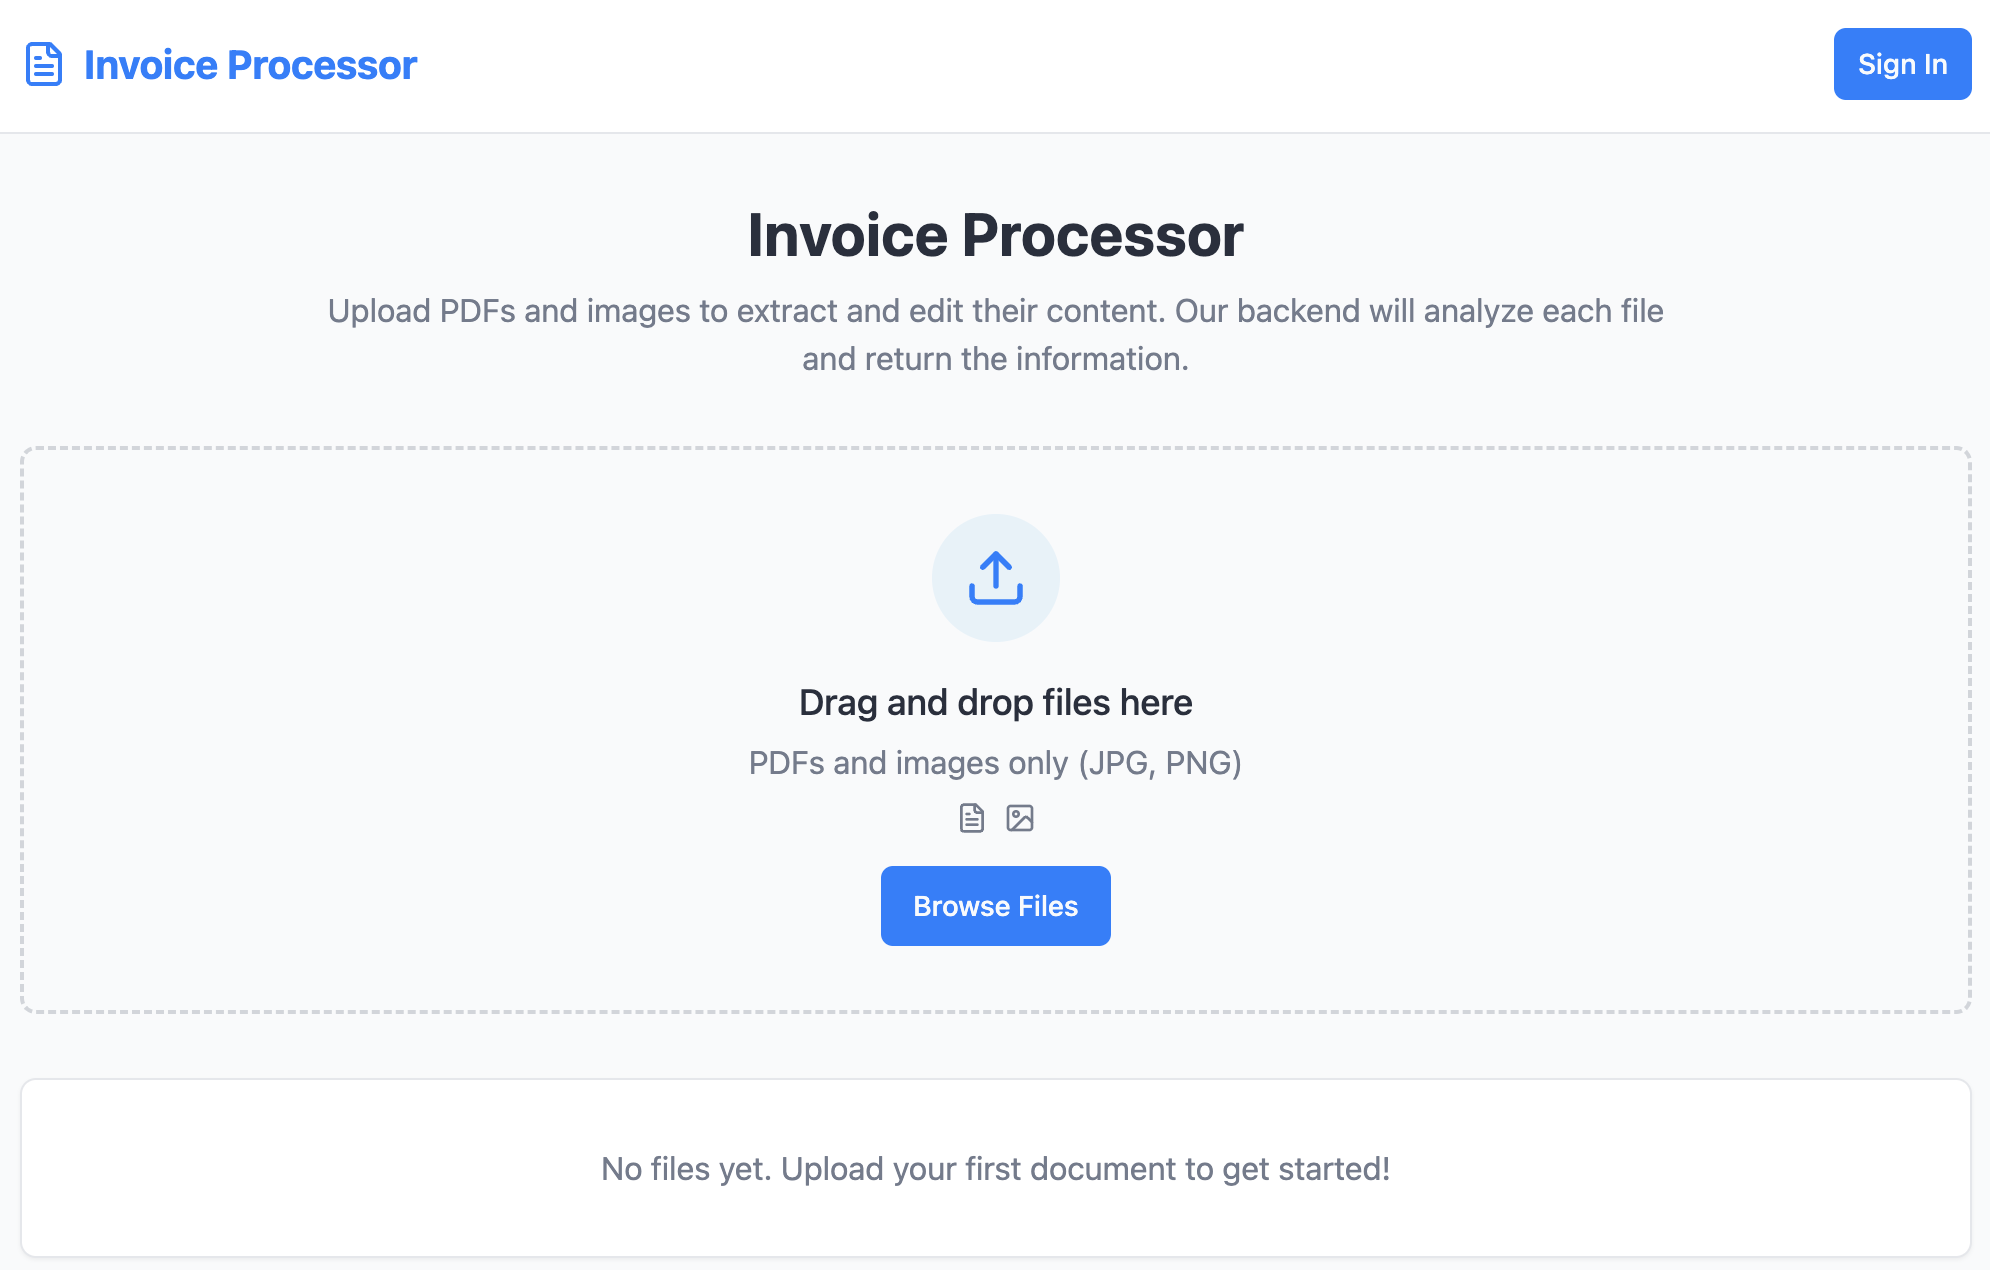 Invoice Processor
Sign In
Invoice Processor
Upload PDFs and images to extract and edit their content. Our backend will analyze each file
and return the information.
Drag and drop files here
PDFs and images only (JPG, PNG)
Browse Files
No files yet. Upload your first document to get started!